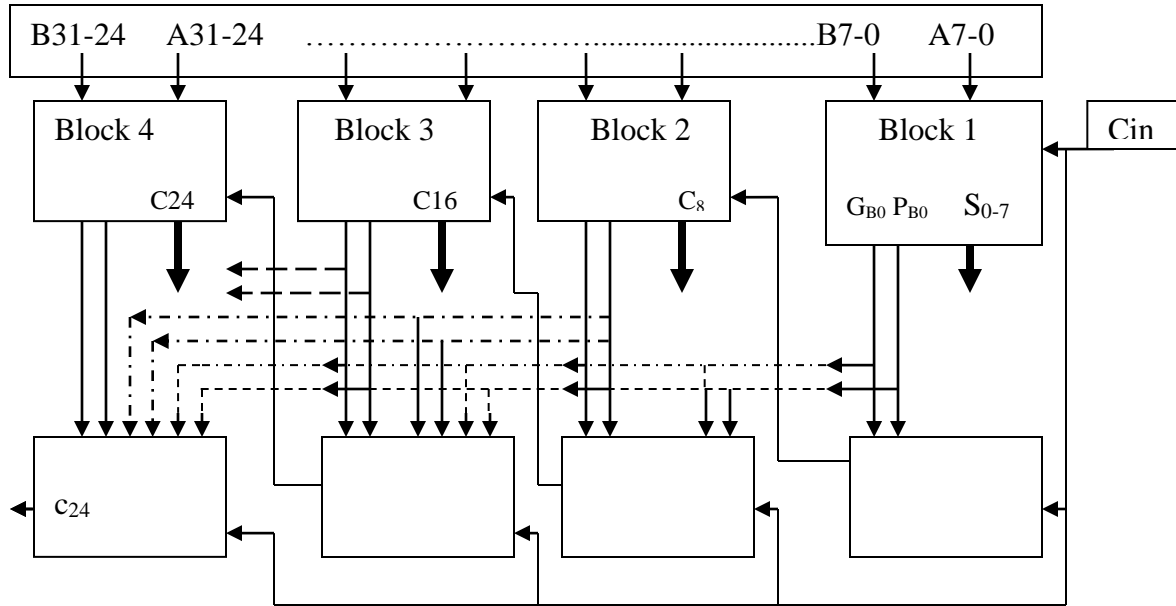 B31-24 A31-24 ........................................................................B7-0 A7-0
Block 4 Block 3 Block 2 Block 1 Cin
C24 C16 C8 GB0 PB0 S0-7
c24